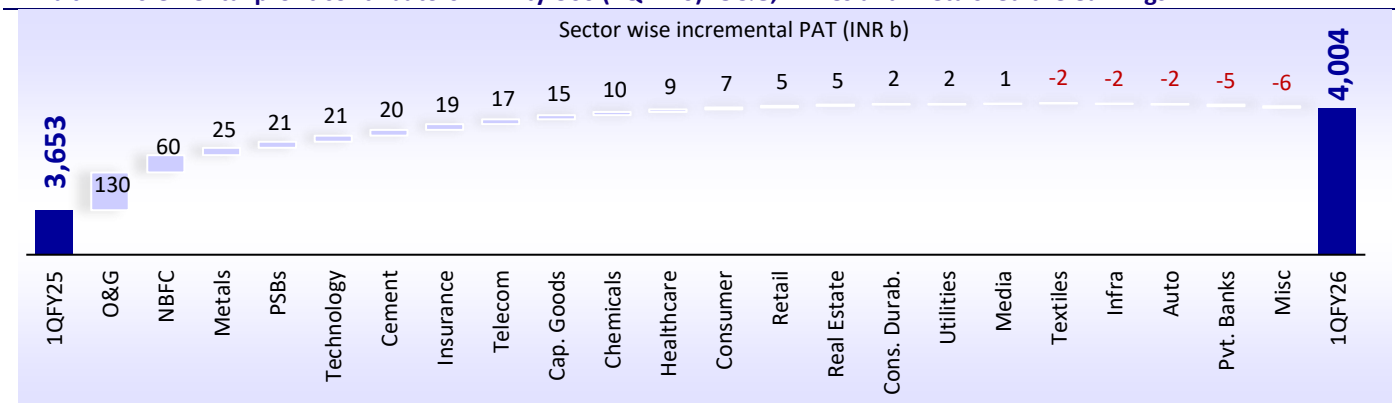 Sector wise incremental PAT (INR b)
3,653
130
60
25
21
21
20
19
17
15
10
9
7
5
5
2
2
1
-2
-2
-2
-5
-6
4,004
1QFY25
O&G
NBFC
Metals
PSBs
Technology
Cement
Insurance
Telecom
Cap. Goods
Chemicals
Healthcare
Consumer
Retail
Real Estate
Cons. Durab.
Utilities
Media
Textiles
Infra
Auto
Pvt. Banks
Misc
1QFY26